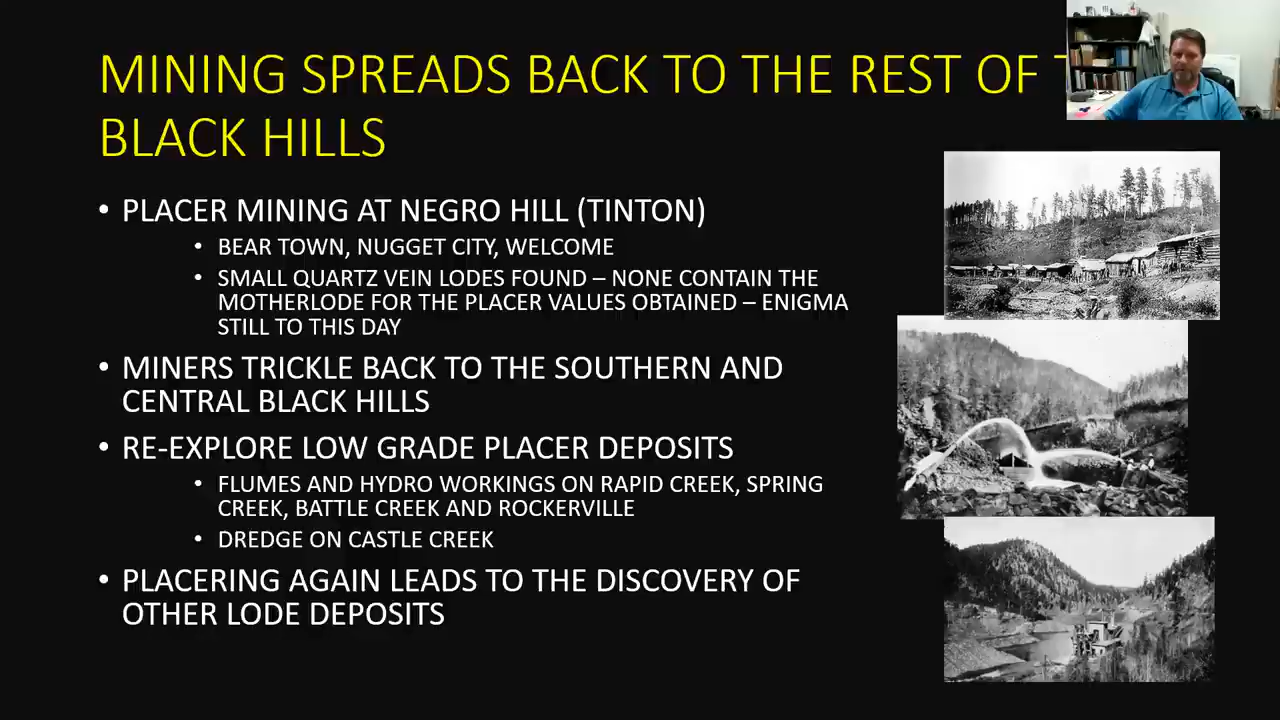 MINING SPREADS BACK TO THE REST OF
BLACK HILLS
• PLACER MINING AT NEGRO HILL (TINTON)
• BEAR TOWN, NUGGET CITY, WELCOME
• SMALL QUARTZ VEIN LODES FOUND – NONE CONTAIN THE
MOTHERLODE FOR THE PLACER VALUES OBTAINED – ENIGMA
STILL TO THIS DAY
• MINERS TRICKLE BACK TO THE SOUTHERN AND
CENTRAL BLACK HILLS
• RE-EXPLORE LOW GRADE PLACER DEPOSITS
• FLUMES AND HYDRO WORKINGS ON RAPID CREEK, SPRING
CREEK, BATTLE CREEK AND ROCKERVILLE
• DREDGE ON CASTLE CREEK
• PLACERING AGAIN LEADS TO THE DISCOVERY OF
OTHER LODE DEPOSITS